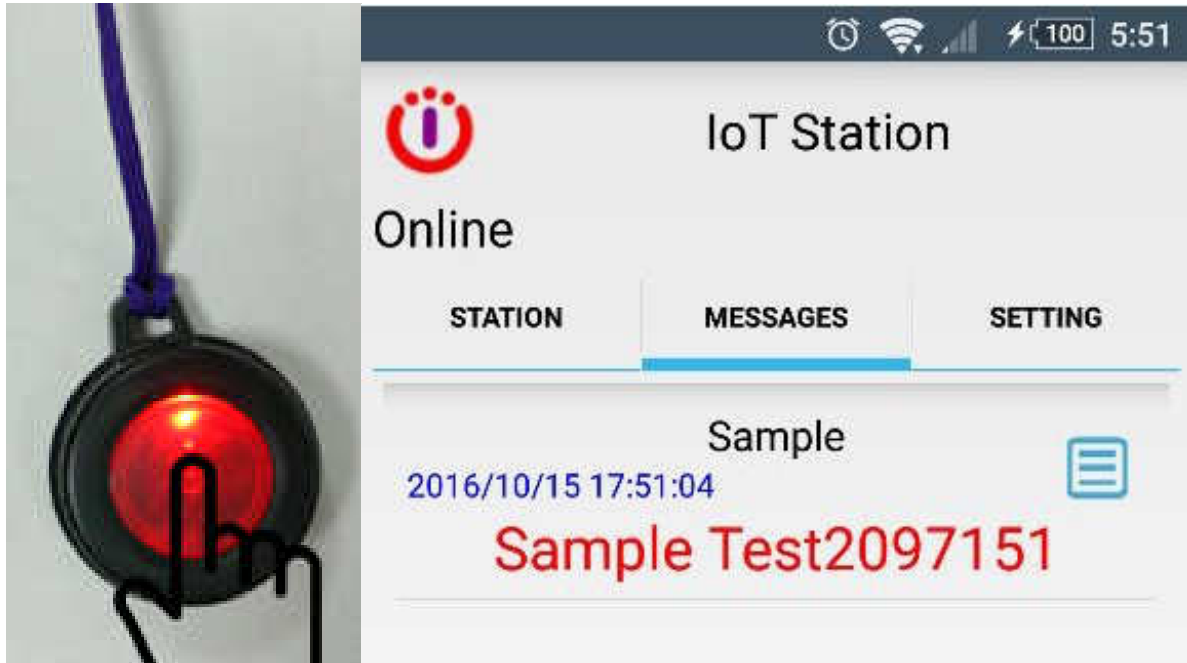 100 5:51
IoT Station
Online
STATION MESSAGES SETTING
Sample
2016/10/15 17:51:04
Sample Test2097151